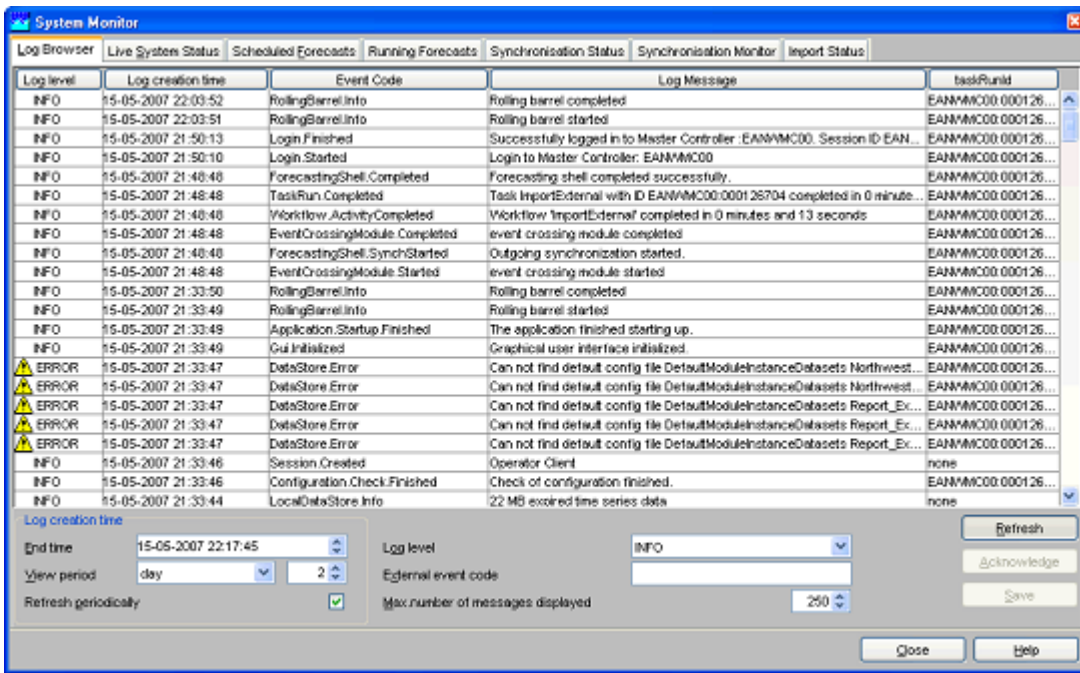 System Monitor
Log Browser Live System Status Scheduled Forecasts Running Forecasts Synchronisation Status Synchronisation Monitor Import Status
Log level Log creation time Event Code Log Message taskRunId
INFO 15-05-2007 22:03:52 RollingBarrel.Info Rolling barrel completed EANWMC00:000126...
INFO 15-05-2007 22:03:51 RollingBarrel.Info Rolling barrel started EANWMC00:000126...
INFO 15-05-2007 21:50:13 Login.Finished Successfully logged in to Master Controller :EANWMC00. Session ID EAN... EANWMC00:000126...
INFO 15-05-2007 21:50:10 Login.Started Login to Master Controller: EANWMC00 EANWMC00:000126...
INFO 15-05-2007 21:48:48 ForecastingShell.Completed Forecasting shell completed successfully. EANWMC00:000126...
INFO 15-05-2007 21:48:48 TaskRun.Completed Task ImportExternal with ID EANWMC00:000126704 completed in 0 minute... EANWMC00:000126...
INFO 15-05-2007 21:48:48 Workflow.ActivityCompleted Workflow 'ImportExternal' completed in 0 minutes and 13 seconds EANWMC00:000126...
INFO 15-05-2007 21:48:48 EventCrossingModule.Completed event crossing module completed EANWMC00:000126...
INFO 15-05-2007 21:48:48 ForecastingShell.SynchStarted Outgoing synchronization started. EANWMC00:000126...
INFO 15-05-2007 21:48:48 EventCrossingModule.Started event crossing module started EANWMC00:000126...
INFO 15-05-2007 21:33:50 RollingBarrel.Info Rolling barrel completed EANWMC00:000126...
INFO 15-05-2007 21:33:49 RollingBarrel.Info Rolling barrel started EANWMC00:000126...
INFO 15-05-2007 21:33:49 Application.Startup.Finished The application finished starting up. EANWMC00:000126...
INFO 15-05-2007 21:33:49 Gui.Initialized Graphical user interface initialized. EANWMC00:000126...
ERROR 15-05-2007 21:33:47 DataStore.Error Can not find default config file DefaultModuleInstanceDatasets Northwest... EANWMC00:000126...
ERROR 15-05-2007 21:33:47 DataStore.Error Can not find default config file DefaultModuleInstanceDatasets Northwest... EANWMC00:000126...
ERROR 15-05-2007 21:33:47 DataStore.Error Can not find default config file DefaultModuleInstanceDatasets Report_Ex... EANWMC00:000126...
ERROR 15-05-2007 21:33:47 DataStore.Error Can not find default config file DefaultModuleInstanceDatasets Report_Ex... EANWMC00:000126...
ERROR 15-05-2007 21:33:47 DataStore.Error Can not find default config file DefaultModuleInstanceDatasets Report_Ex... EANWMC00:000126...
INFO 15-05-2007 21:33:46 Session.Created Operator Client none
INFO 15-05-2007 21:33:46 Configuration.Check.Finished Check of configuration finished. EANWMC00:000126...
INFO 15-05-2007 21:33:44 LocalDataStore.Info 22 MB expired time series data none
Log creation time
End time 15-05-2007 22:17:45 Log level INFO Refresh
View period day 2 External event code Acknowledge
Refresh periodically Max.number of messages displayed 250 Save
Close Help